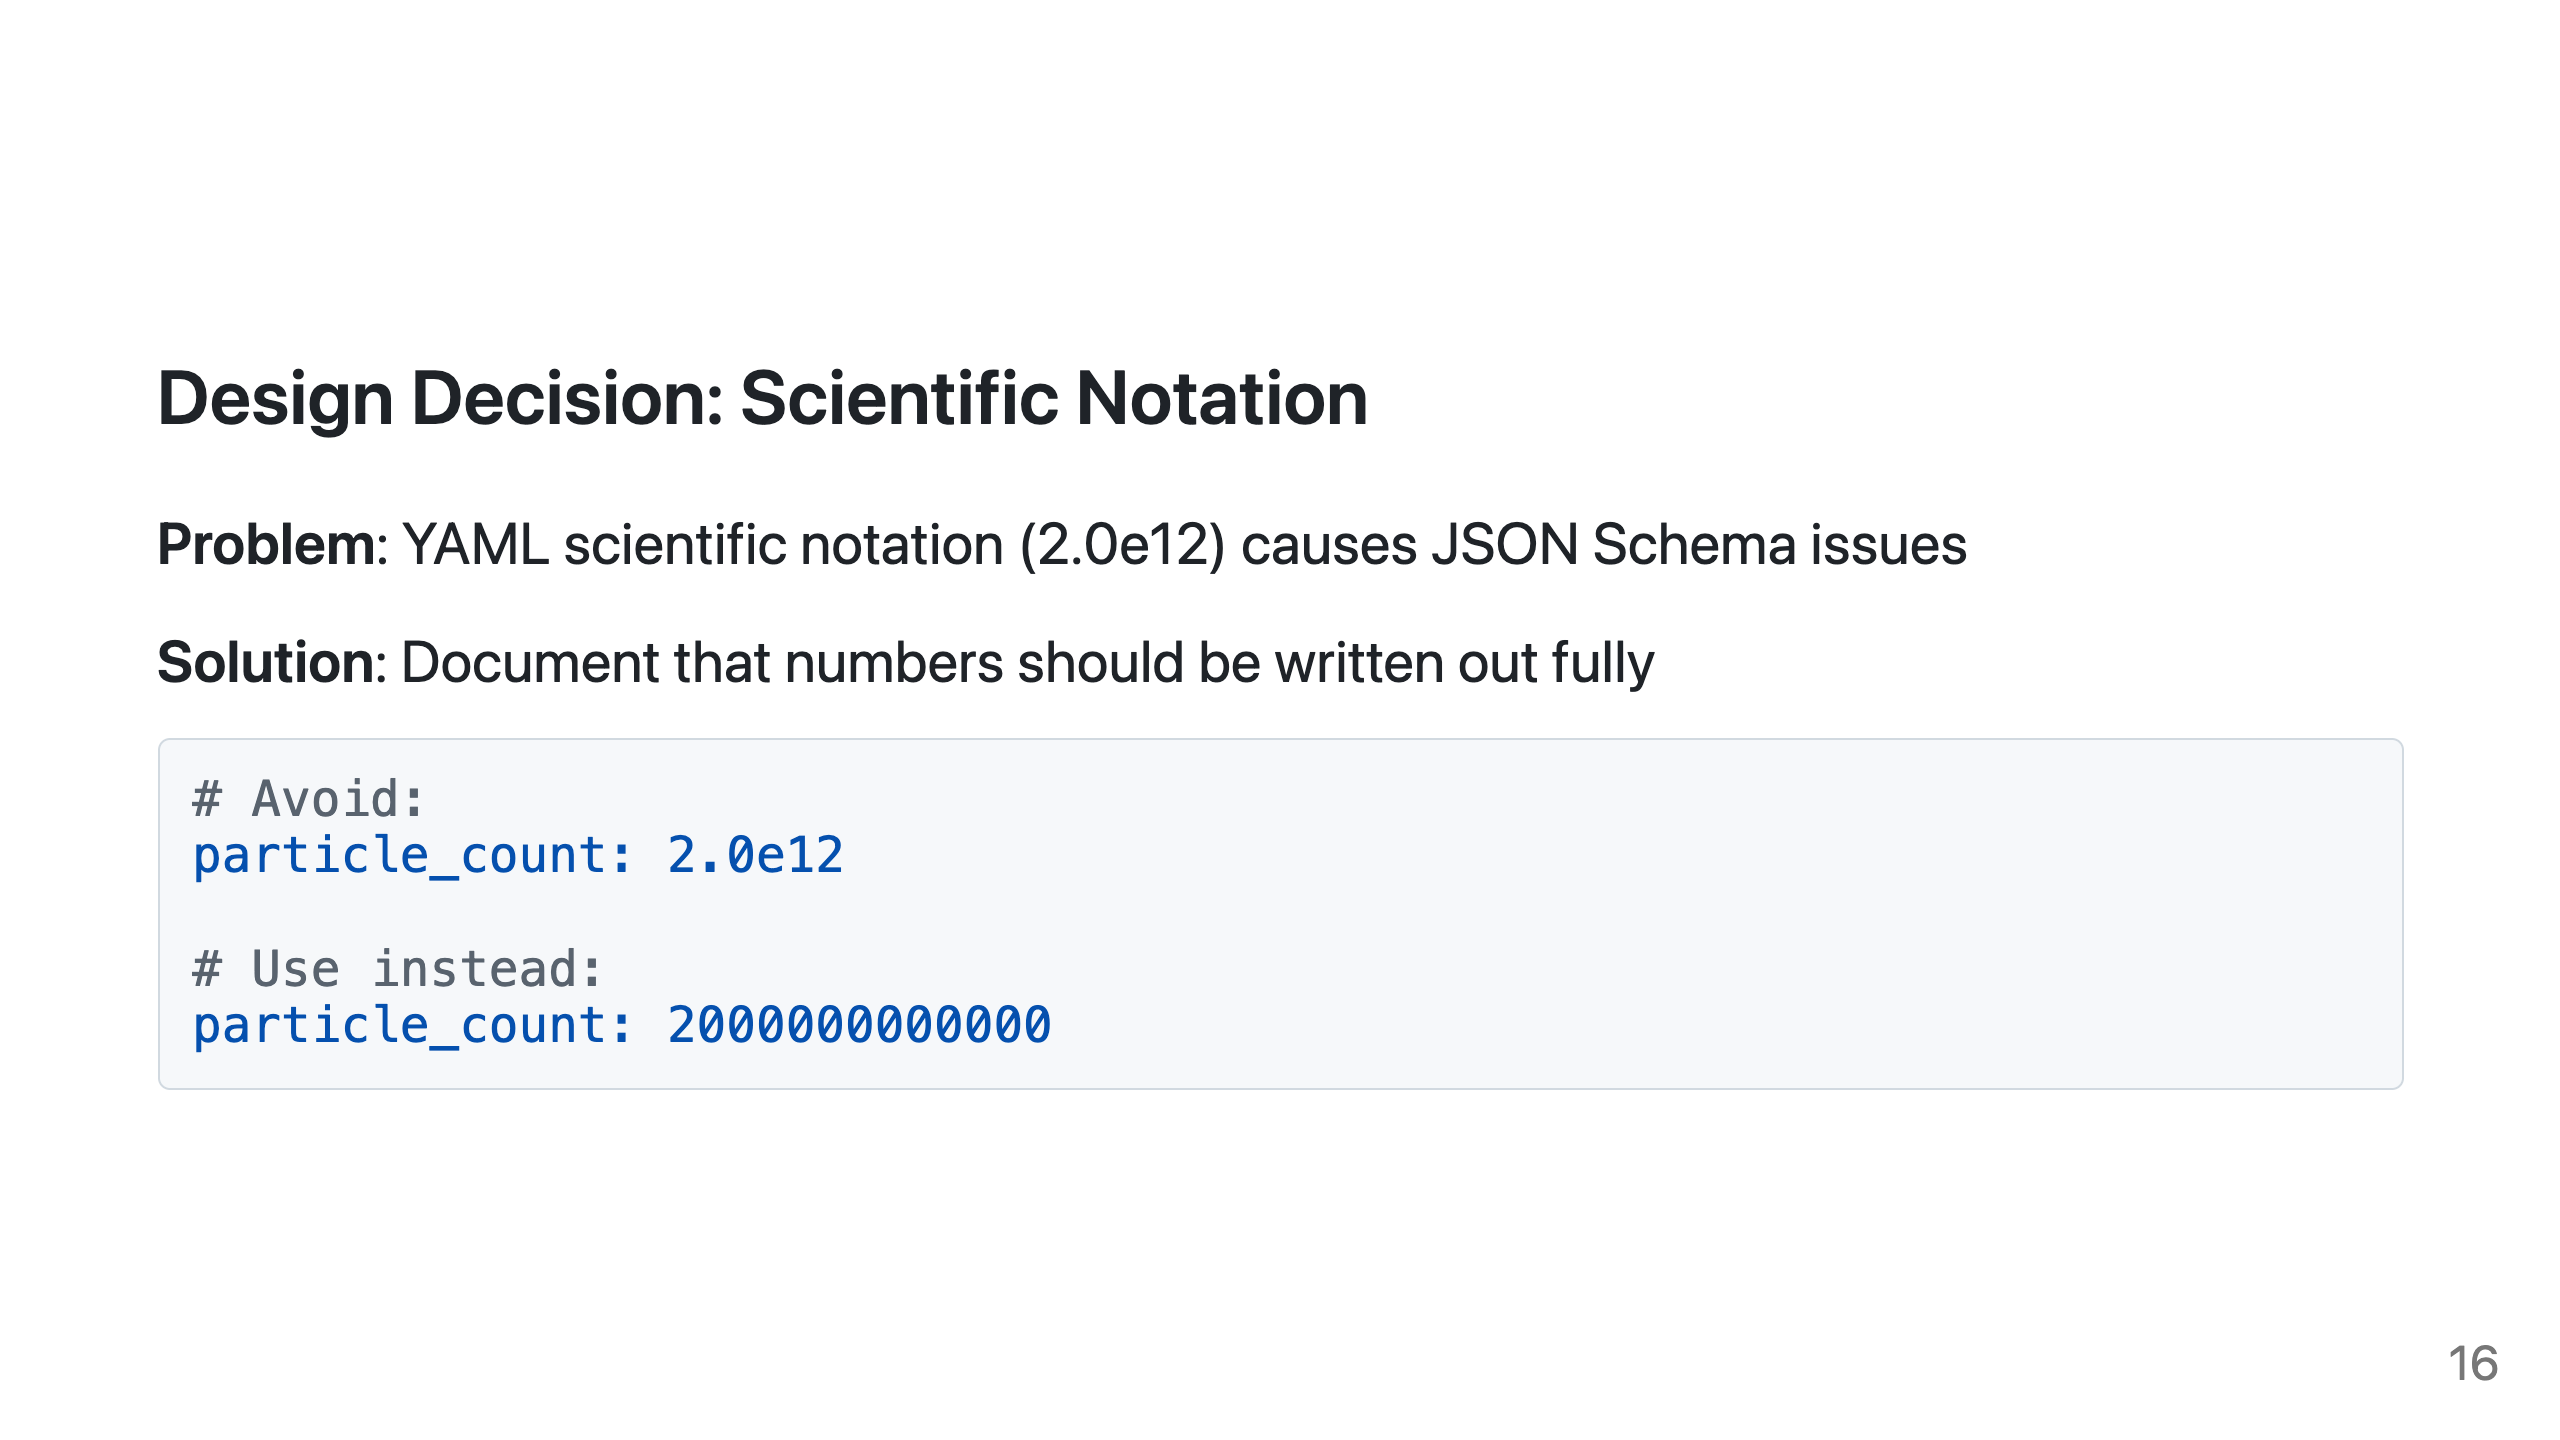 Design Decision: Scientific Notation
Problem: YAML scientific notation (2.0e12) causes JSON Schema issues
Solution: Document that numbers should be written out fully
# Avoid:
particle_count: 2.0e12
# Use instead:
particle_count: 2000000000000
16